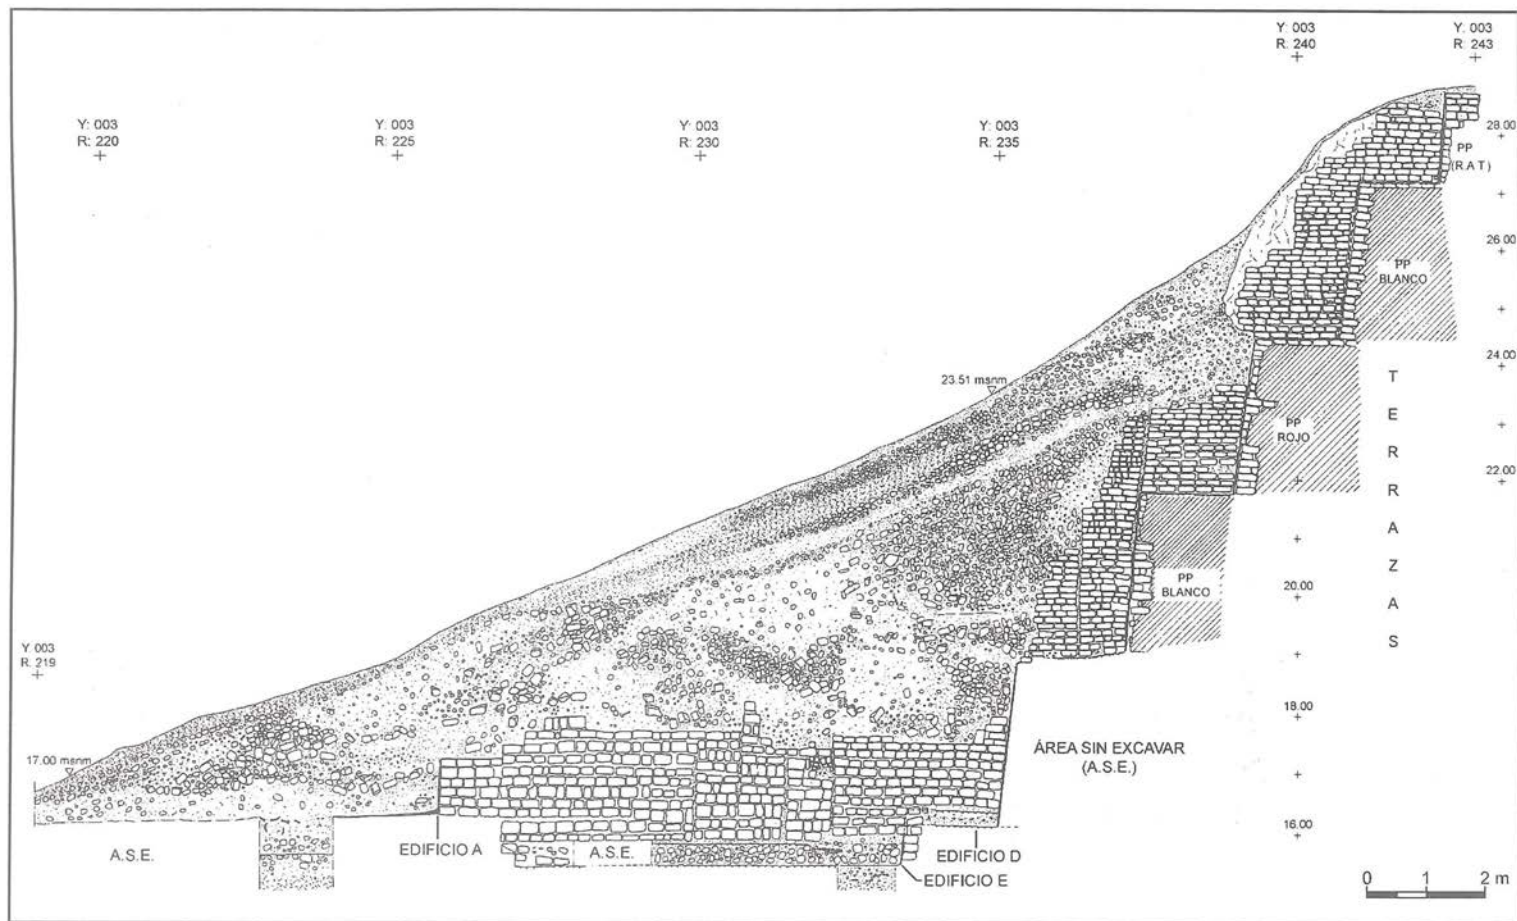 Y: 003
R: 240
Y: 003
R: 243
Y: 003
R: 220
Y: 003
R: 225
Y: 003
R: 230
Y: 003
R: 235
28.00
PP
(R.A T)
26.00
PP
BLANCO
24.00
23.51 msnm
T
E
R
R
A
Z
A
S
PP
ROJO
22.00
PP
BLANCO
20.00
Y. 003
R. 219
18.00
17.00 msnm
ÁREA SIN EXCAVAR
(A.S.E.)
16.00
A.S.E.
EDIFICIO A
A.S.E.
EDIFICIO D
EDIFICIO E
0 1 2 m